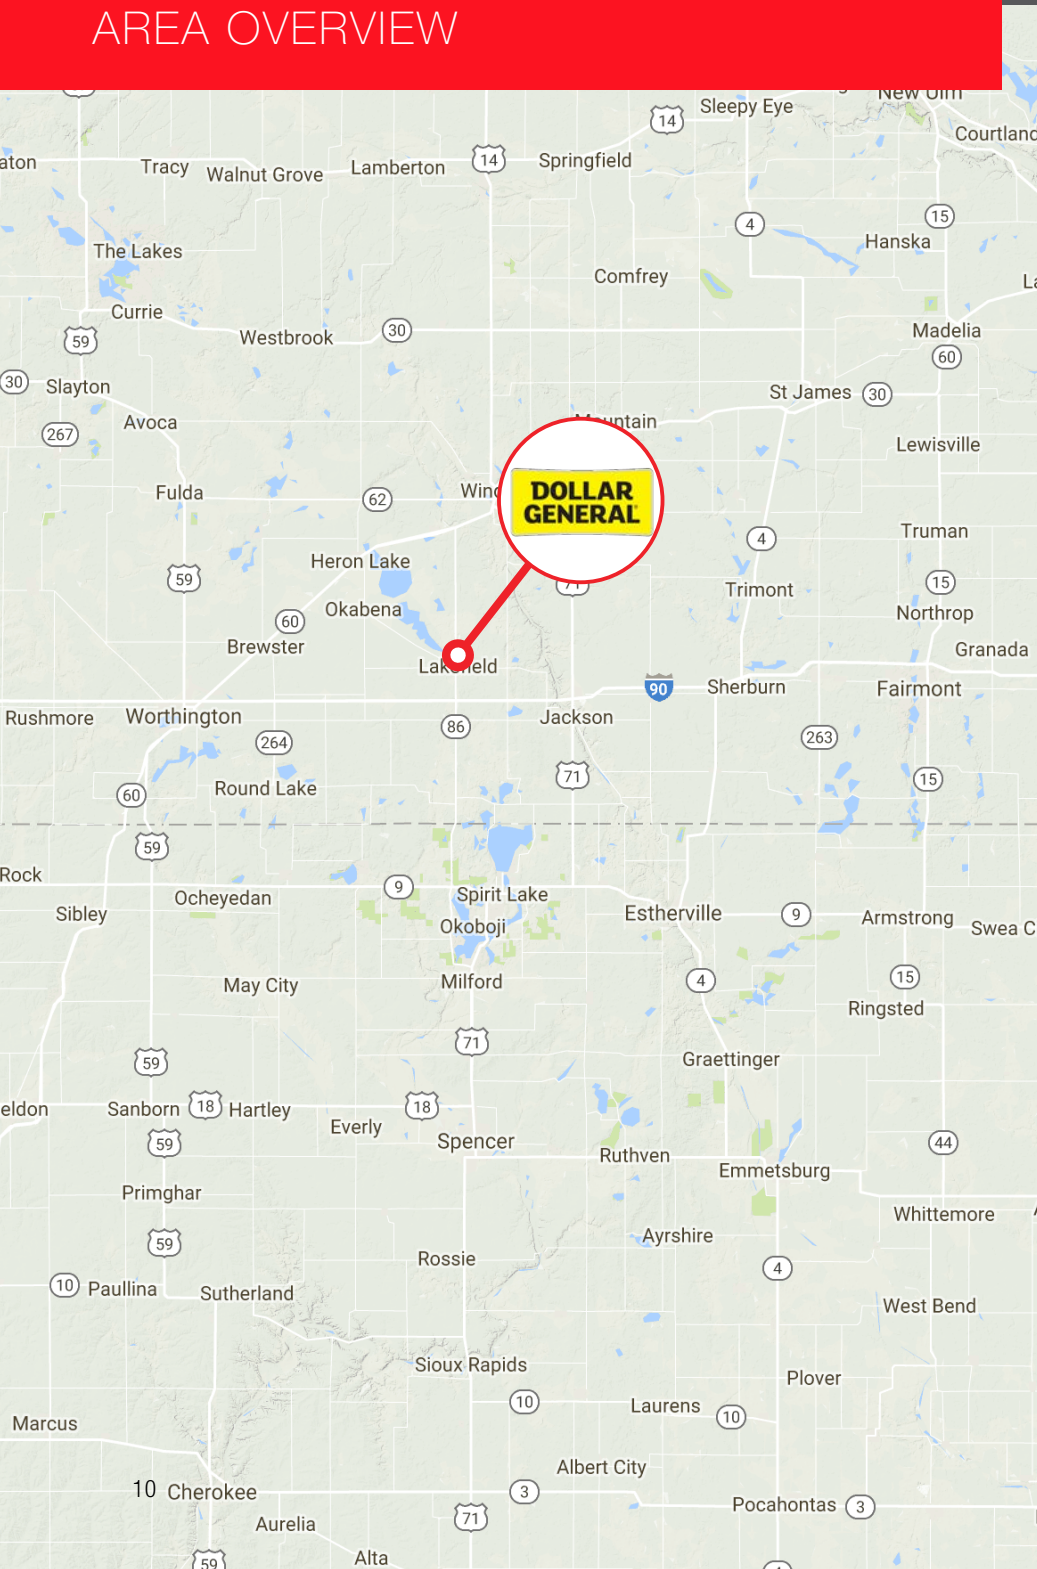 AREA OVERVIEW
New Ulm
Sleepy Eye
14
Courtland
aton
Tracy
Walnut Grove
Lamberton
14
Springfield
15
4
Hanska
The Lakes
Comfrey
Currie
Westbrook
30
Madelia
59
60
30
Slayton
St James
30
Avoca
Mountain
267
Lewisville
Fulda
62
DOLLAR
GENERAL
Truman
4
Heron Lake
59
71
15
Trimont
Okabena
Northrop
60
Brewster
Granada
Lakefield
90
Sherburn
Fairmont
Rushmore
Worthington
Jackson
86
264
263
71
15
Round Lake
60
59
Rock
9
Spirit Lake
Ocheyedan
Sibley
Estherville
9
Armstrong
Okoboji
Swea C
May City
Milford
4
15
Ringsted
71
59
Graettinger
eldon
Sanborn
18
Hartley
18
Everly
59
Spencer
44
Ruthven
Emmetsburg
Primghar
Whittemore
59
Ayrshire
Rossie
4
10
Paullina
Sutherland
West Bend
Sioux Rapids
Plover
10
Laurens
10
Marcus
Albert City
10
Cherokee
3
Pocahontas
3
71
Aurelia
Alta
59